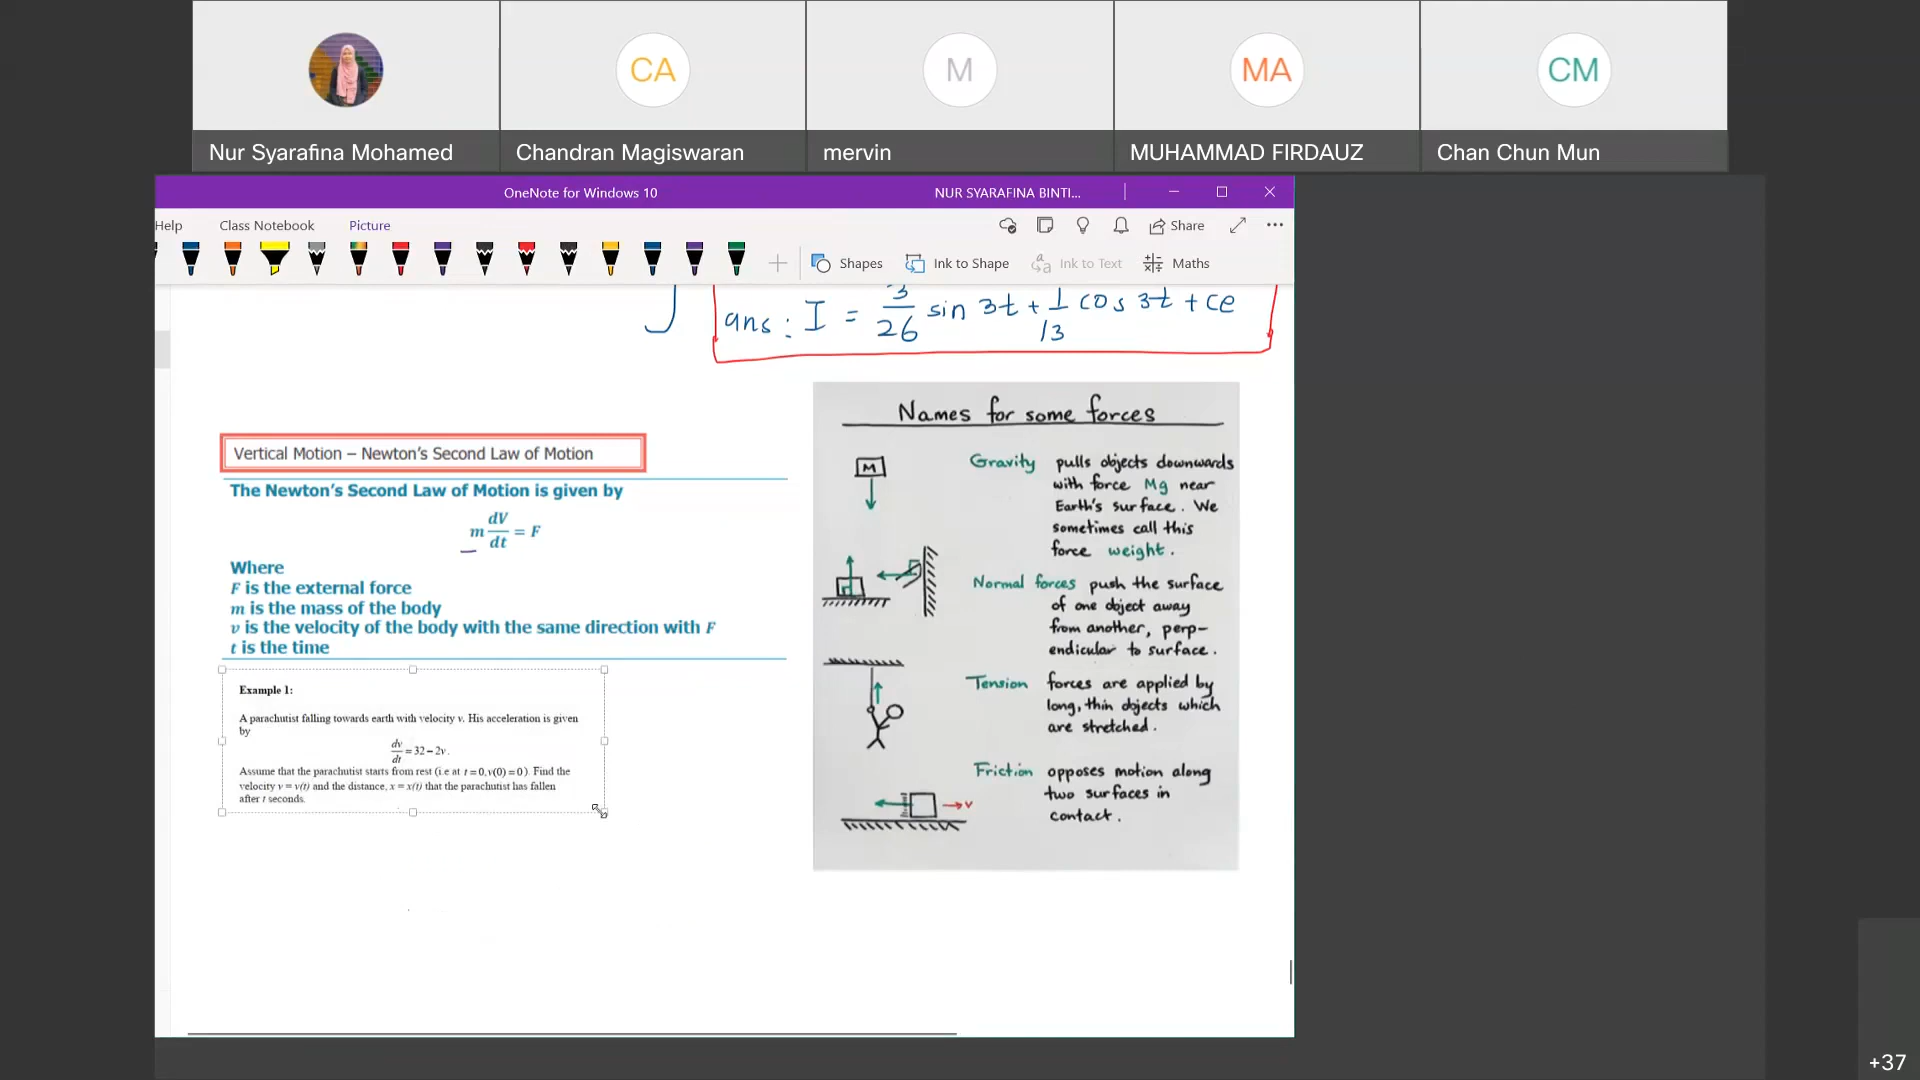 CA
M
MA
CM
Nur Syarafina Mohamed
Chandran Magiswaran
mervin
MUHAMMAD FIRDAUZ
Chan Chun Mun
OneNote for Windows 10
NUR SYARAFINA BINTI...
Help
Class Notebook
Picture
Share
Shapes
Ink to Shape
Ink to Text
Maths
ans: I = 3/26 sin 3t + 1/13 cos 3t + ce
Vertical Motion – Newton's Second Law of Motion
The Newton's Second Law of Motion is given by
m dV/dt = F
Where
F is the external force
m is the mass of the body
v is the velocity of the body with the same direction with F
t is the time
Example 1:
A parachutist falling towards earth with velocity v. His acceleration is given
by
dv/dt = 32 – 2v.
Assume that the parachutist starts from rest (i.e at t = 0, v(0) = 0). Find the
velocity v = v(t) and the distance, x = x(t) that the parachutist has fallen
after t seconds.
Names for some forces
M
Gravity pulls objects downwards
with force Mg near
Earth's surface. We
sometimes call this
force weight.
Normal forces push the surface
of one object away
from another, perp-
endicular to surface.
Tension forces are applied by
long, thin objects which
are stretched.
Friction opposes motion along
two surfaces in
contact.
v
+37